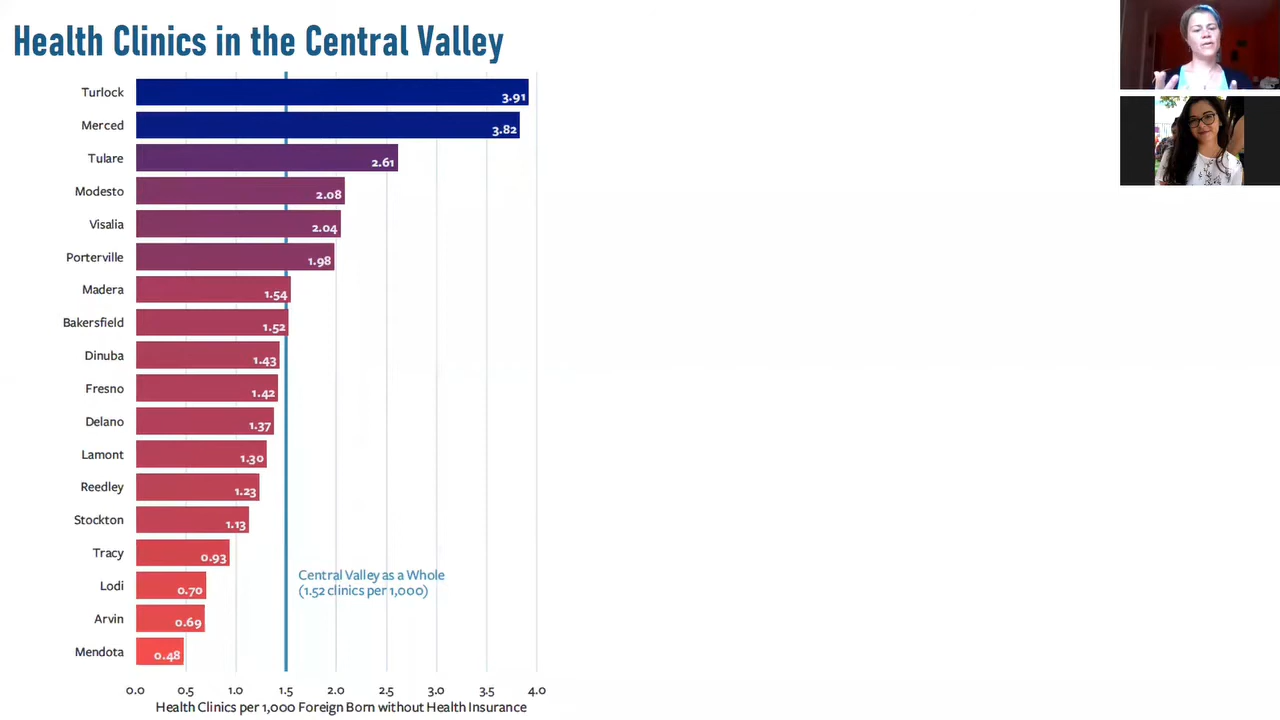 Health Clinics in the Central Valley
Turlock 3.91
Merced 3.82
Tulare 2.61
Modesto 2.08
Visalia 2.04
Porterville 1.98
Madera 1.54
Bakersfield 1.52
Dinuba 1.43
Fresno 1.42
Delano 1.37
Lamont 1.30
Reedley 1.23
Stockton 1.13
Tracy 0.93
Central Valley as a Whole
(1.52 clinics per 1,000)
Lodi 0.70
Arvin 0.69
Mendota 0.48
0.0 0.5 1.0 1.5 2.0 2.5 3.0 3.5 4.0
Health Clinics per 1,000 Foreign Born without Health Insurance